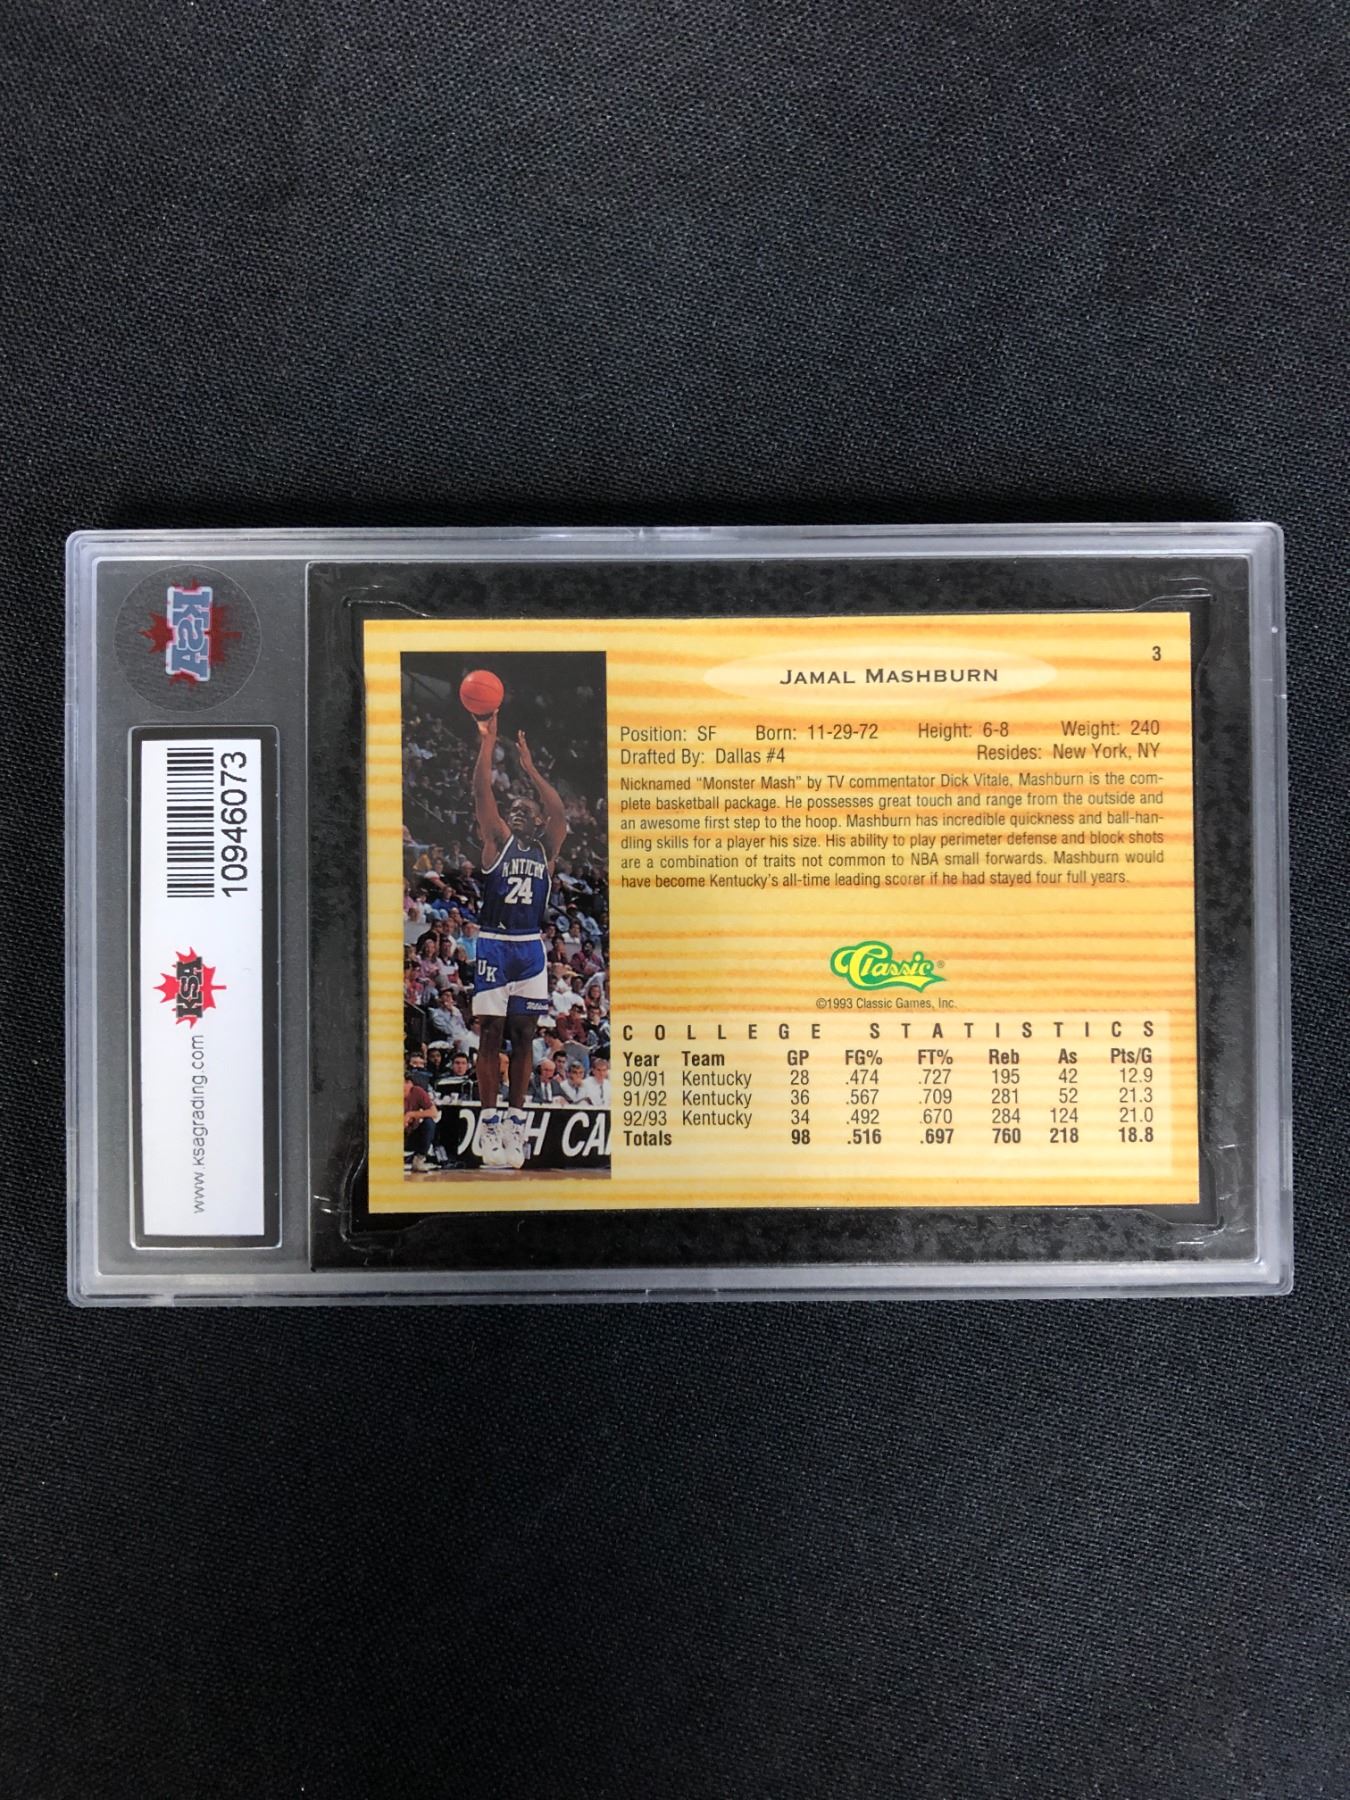 KSA
10946073
KSA
www.ksagrading.com
3
JAMAL MASHBURN
Position: SF Born: 11-29-72 Height: 6-8 Weight: 240
Drafted By: Dallas #4 Resides: New York, NY
Nicknamed "Monster Mash" by TV commentator Dick Vitale, Mashburn is the com-
plete basketball package. He possesses great touch and range from the outside and
an awesome first step to the hoop. Mashburn has incredible quickness and ball-han-
dling skills for a player his size. His ability to play perimeter defense and block shots
are a combination of traits not common to NBA small forwards. Mashburn would
have become Kentucky's all-time leading scorer if he had stayed four full years.
Classic®
©1993 Classic Games, Inc.
COLLEGE STATISTICS
Year Team GP FG% FT% Reb As Pts/G
90/91 Kentucky 28 .474 .727 195 42 12.9
91/92 Kentucky 36 .567 .709 281 52 21.3
92/93 Kentucky 34 .492 .670 284 124 21.0
Totals 98 .516 .697 760 218 18.8
24
UK